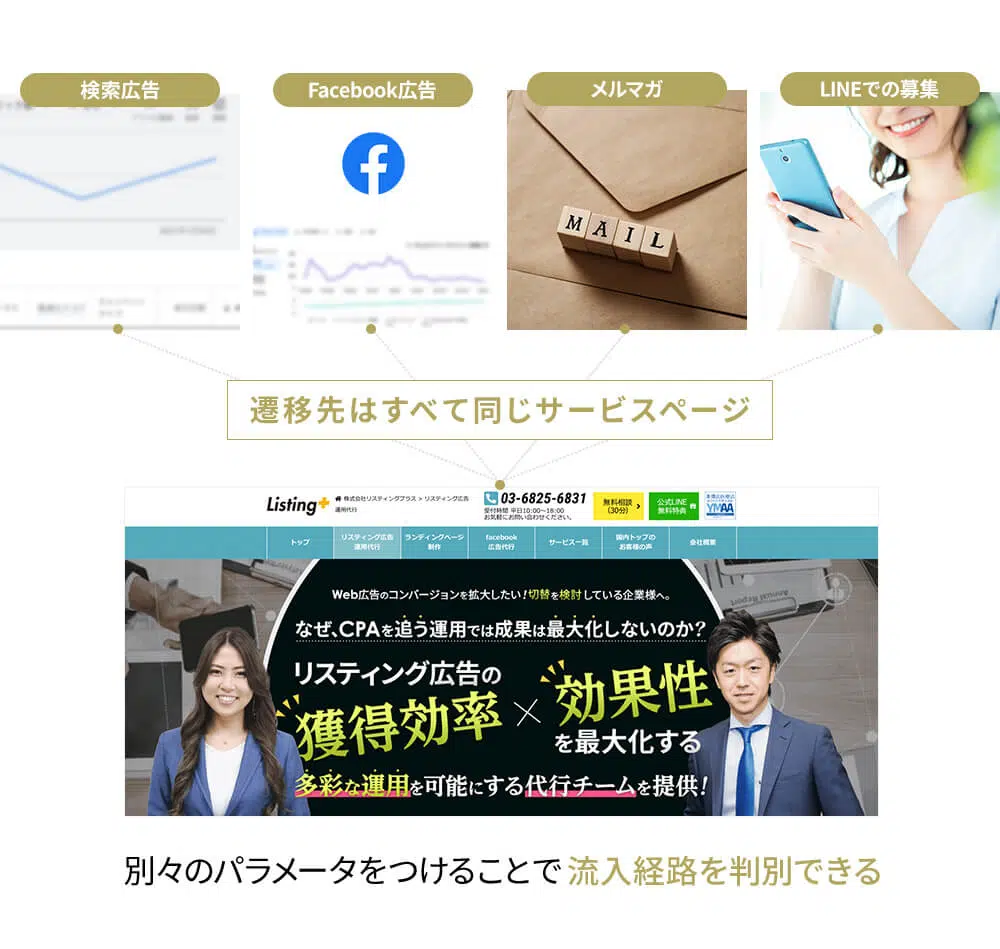 検索広告
Facebook広告
メルマガ
LINEでの募集
MAIL
遷移先はすべて同じサービスページ
Listing+
株式会社リスティングプラス > リスティング広告
運用代行
03-6825-6831
受付時間 平日10:00〜18:00
お気軽にお問い合わせください。
無料相談
(30分)
公式LINE
無料特典
YMAA
トップ
リスティング広告
運用代行
ランディングページ
制作
facebook
広告代行
サービス一覧
国内トップの
お客様の声
会社概要
Annual Report
Web広告のコンバージョンを拡大したい!切替を検討している企業様へ。
なぜ、CPAを追う運用では成果は最大化しないのか?
リスティング広告の
獲得効率×効果性
を最大化する
多彩な運用を可能にする代行チームを提供!
別々のパラメータをつけることで流入経路を判別できる